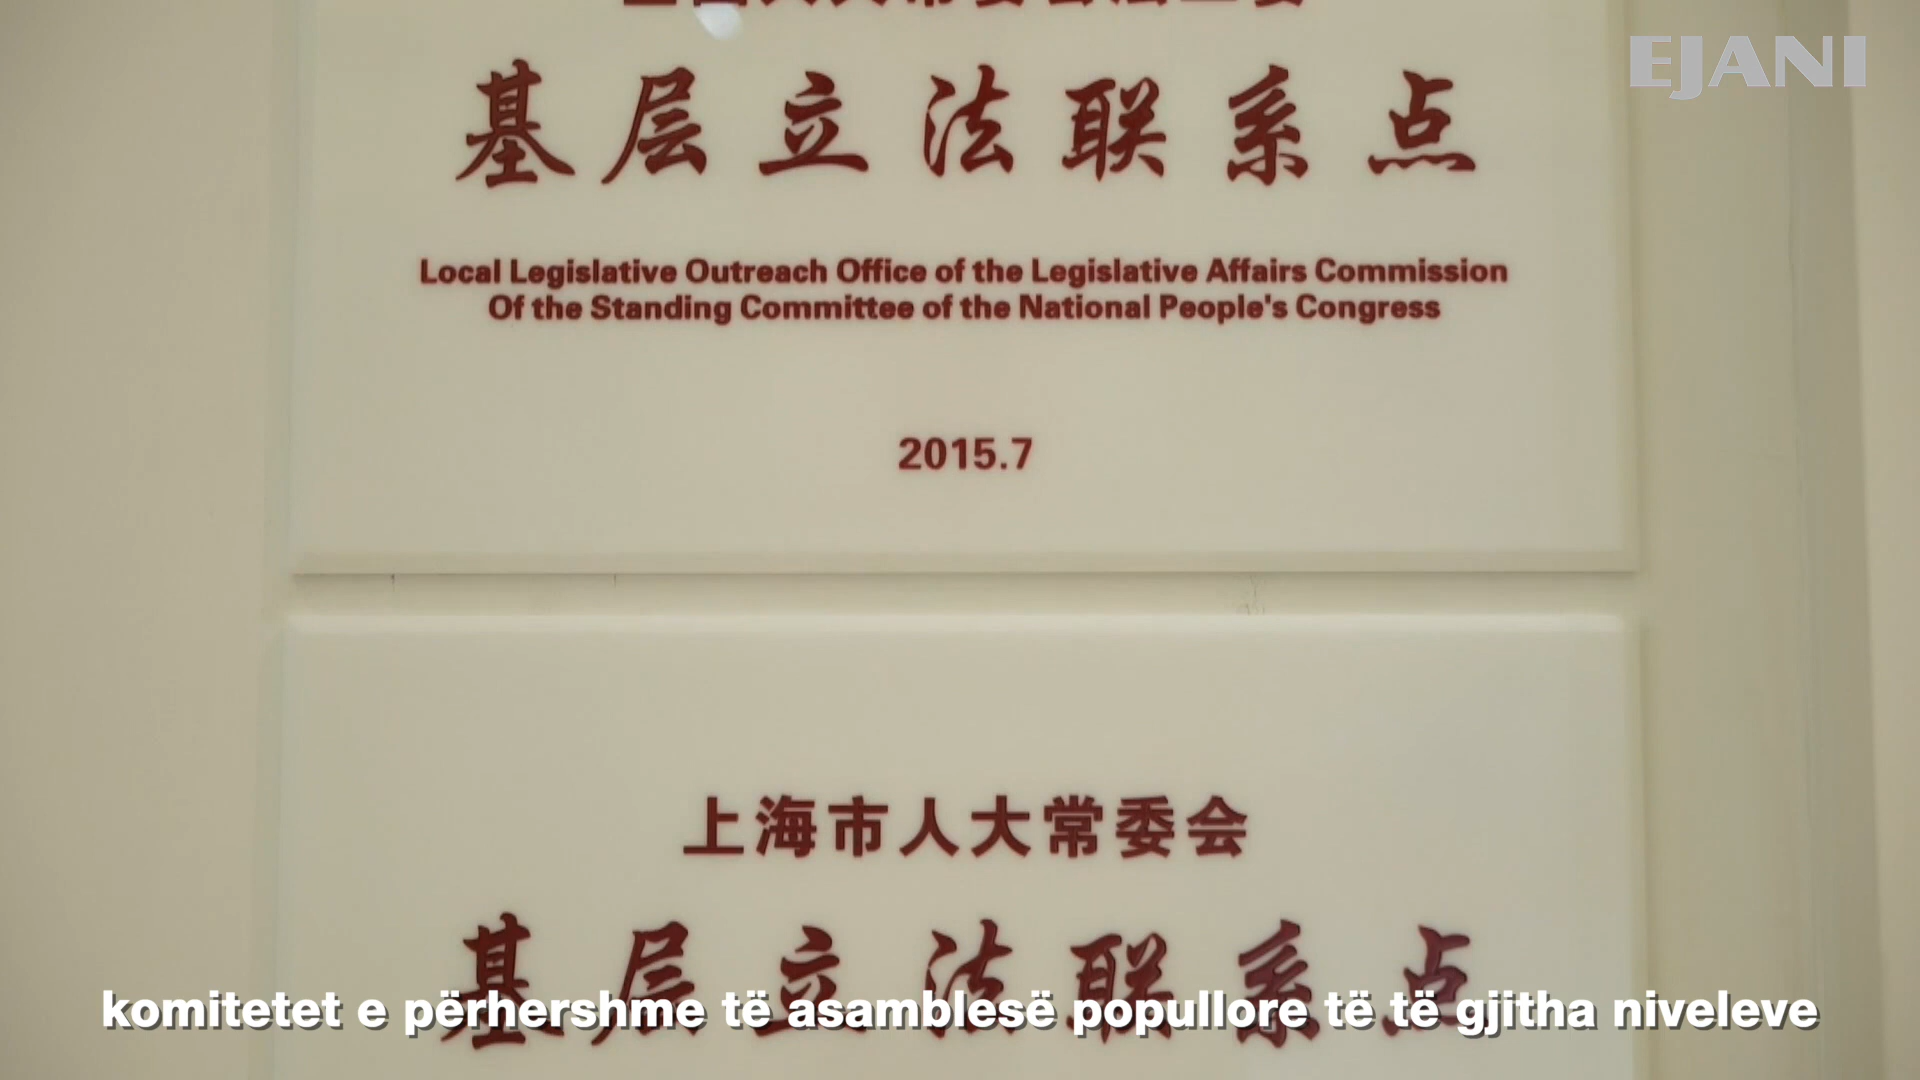 EJANI
基层立法联系点
Local Legislative Outreach Office of the Legislative Affairs Commission
Of the Standing Committee of the National People's Congress
2015.7
上海市人大常委会
基层立法联系点
komitetet e përhershme të asamblesë popullore të të gjitha niveleve